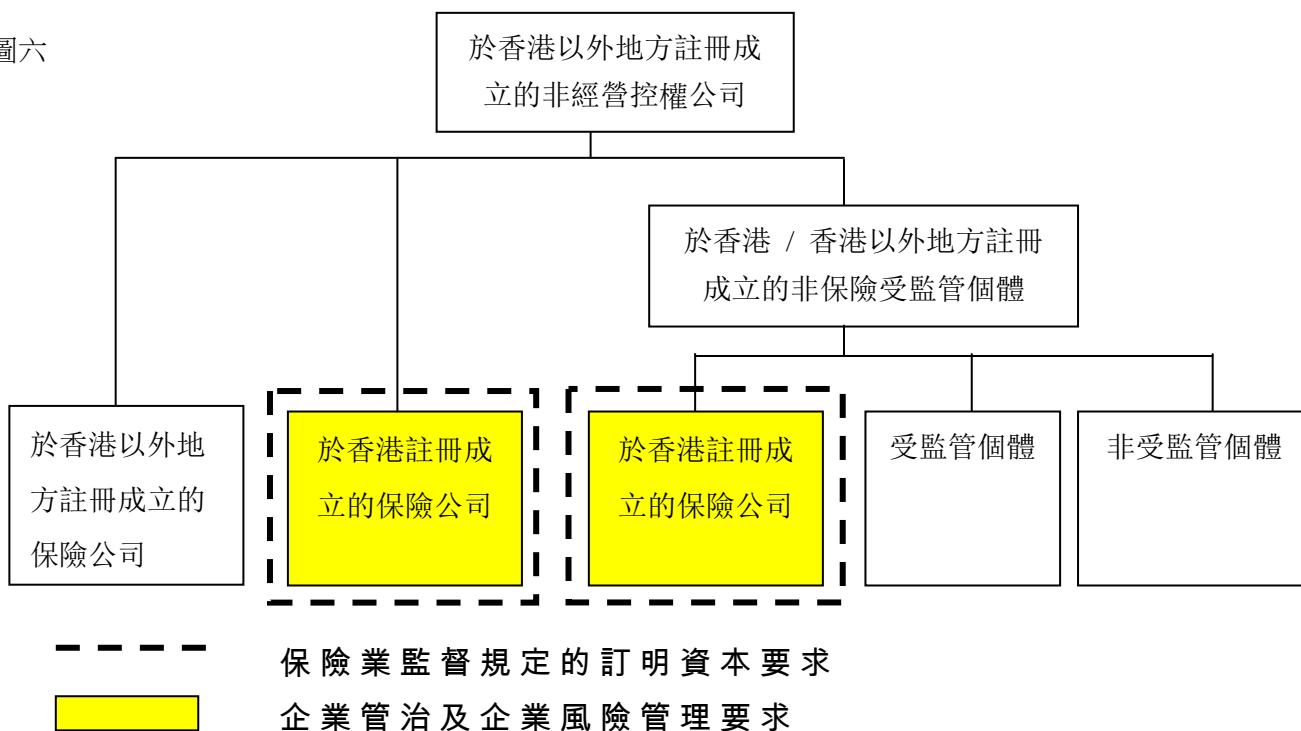 圖六
於香港以外地方註冊成
立的非經營控權公司
於香港 / 香港以外地方註冊
成立的非保險受監管個體
於香港以外地
方註冊成立的
保險公司
於香港註冊成
立的保險公司
於香港註冊成
立的保險公司
受監管個體
非受監管個體
保險業監督規定的訂明資本要求
企業管治及企業風險管理要求